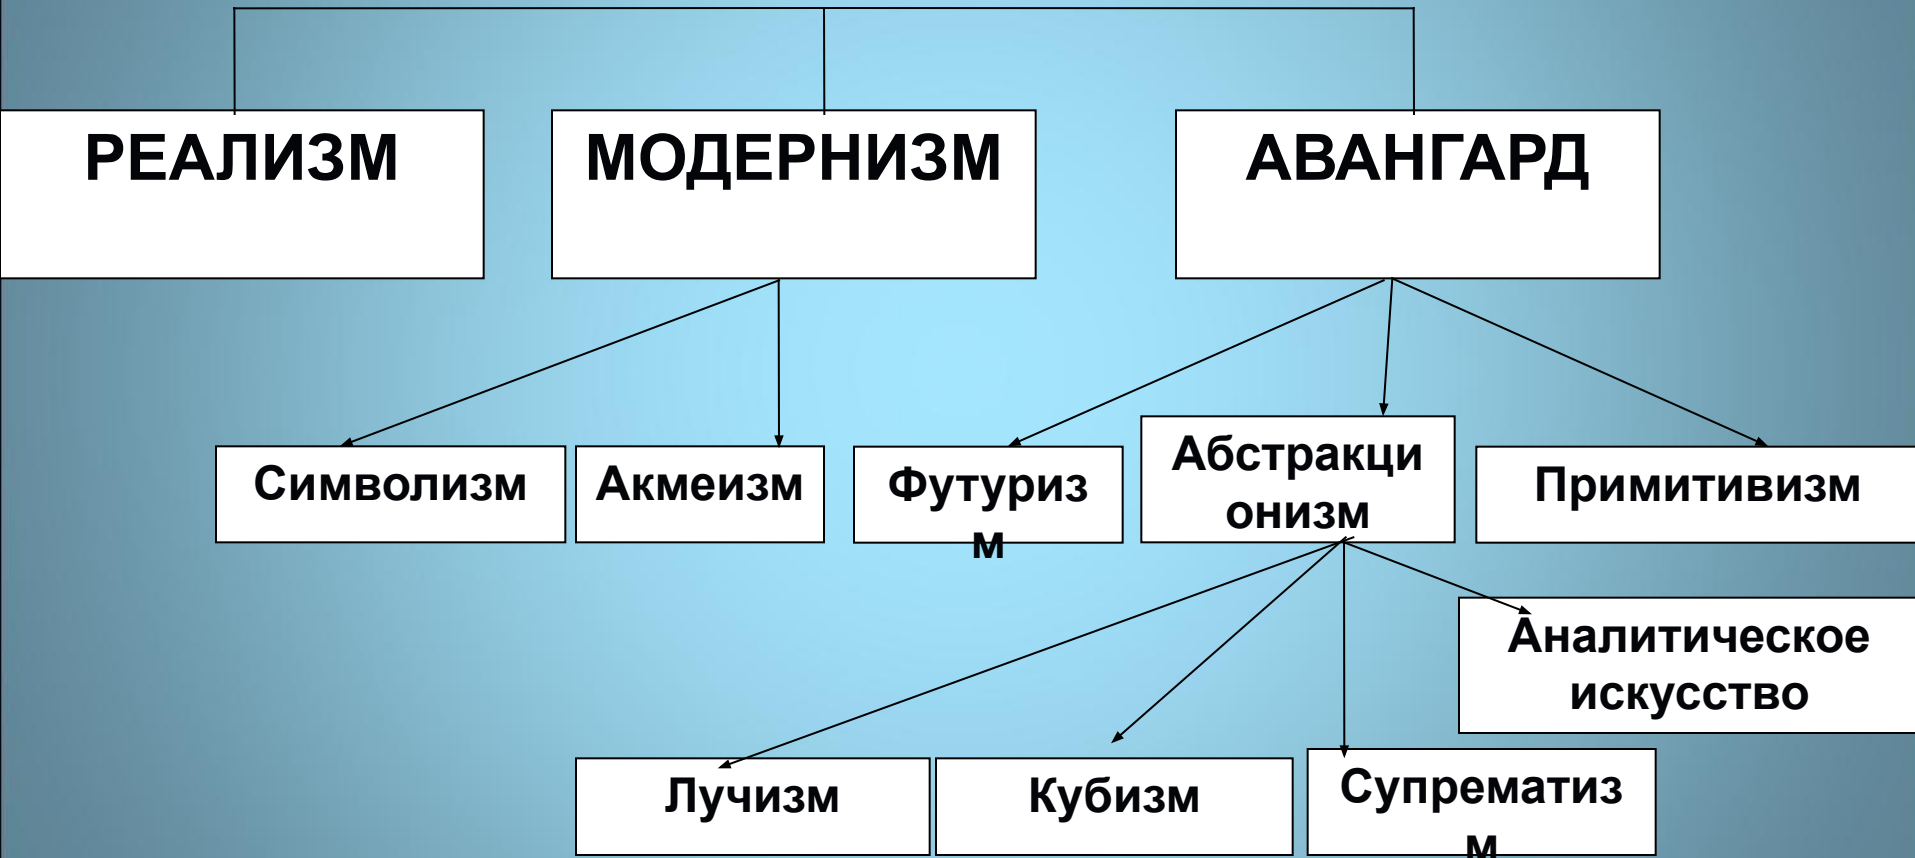 РЕАЛИЗМ
МОДЕРНИЗМ
АВАНГАРД
Символизм
Акмеизм
Футуриз
м
Абстракци
онизм
Примитивизм
Аналитическое
искусство
Лучизм
Кубизм
Супрематиз
м